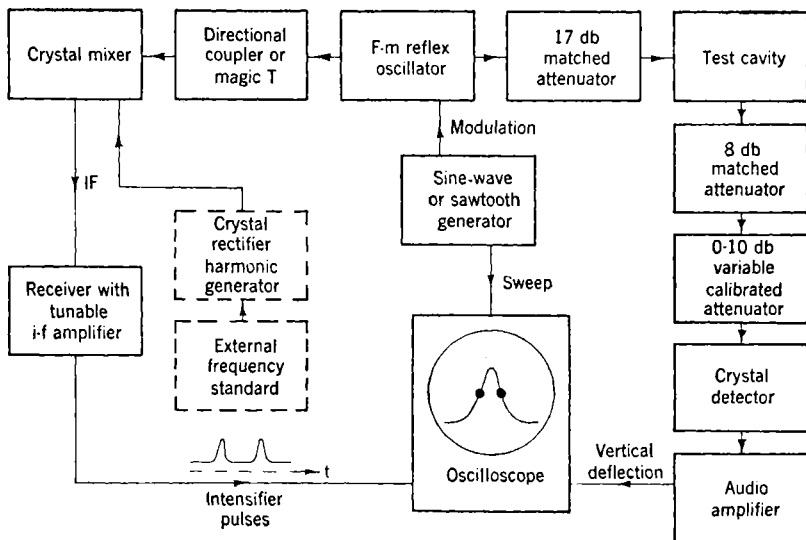 Crystal mixer
Directional
coupler or
magic T
F-m reflex
oscillator
17 db
matched
attenuator
Test cavity
Modulation
8 db
matched
attenuator
IF
Sine-wave
or sawtooth
generator
Crystal
rectifier
harmonic
generator
0-10 db
variable
calibrated
attenuator
Receiver with
tunable
i-f amplifier
Sweep
External
frequency
standard
Crystal
detector
t
Intensifier
pulses
Oscilloscope
Vertical
deflection
Audio
amplifier